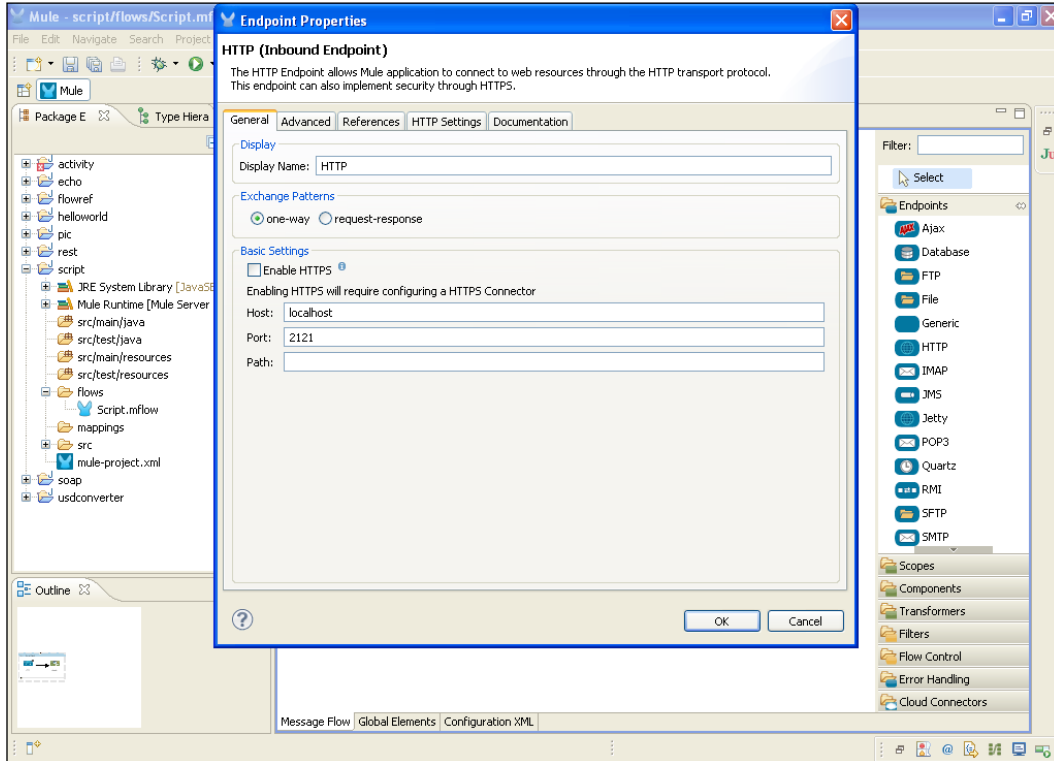 Mule - script/flows/Script.mf
File Edit Navigate Search Project
Mule
Package E
Type Hiera
activity
echo
flowref
helloworld
pic
rest
script
JRE System Library [JavaSE
Mule Runtime [Mule Server
src/main/java
src/test/java
src/main/resources
src/test/resources
flows
Script.mflow
mappings
src
mule-project.xml
soap
usdconverter
Outline
Endpoint Properties
HTTP (Inbound Endpoint)
The HTTP Endpoint allows Mule application to connect to web resources through the HTTP transport protocol.
This endpoint can also implement security through HTTPS.
General Advanced References HTTP Settings Documentation
Display
Display Name: HTTP
Exchange Patterns
one-way request-response
Basic Settings
Enable HTTPS
Enabling HTTPS will require configuring a HTTPS Connector
Host: localhost
Port: 2121
Path:
OK Cancel
Message Flow Global Elements Configuration XML
Filter:
Select
Endpoints
Ajax
Database
FTP
File
Generic
HTTP
IMAP
JMS
Jetty
POP3
Quartz
RMI
SFTP
SMTP
Scopes
Components
Transformers
Filters
Flow Control
Error Handling
Cloud Connectors
Ju